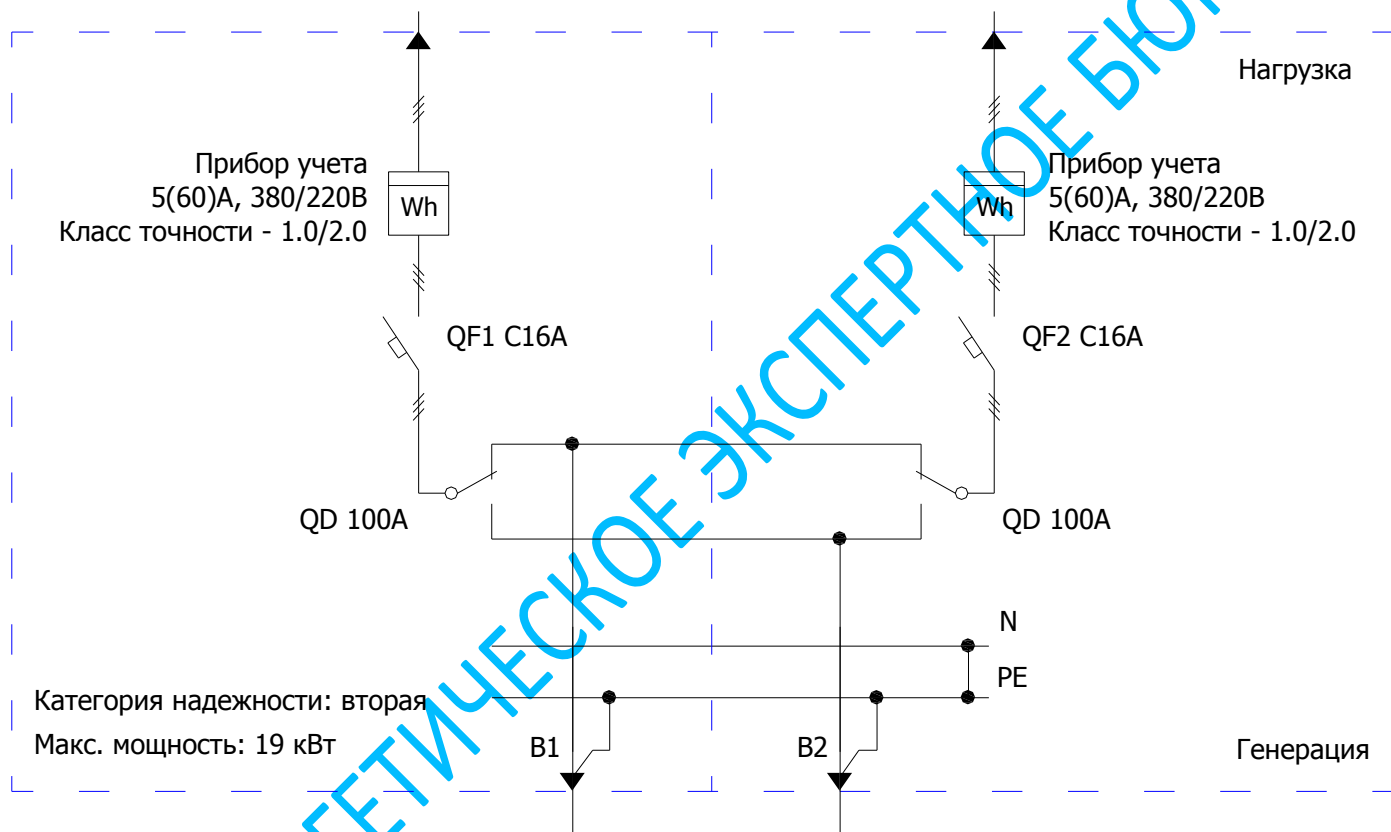 Нагрузка
Прибор учета
5(60)А, 380/220В
Класс точности - 1.0/2.0
Wh
Wh
Прибор учета
5(60)А, 380/220В
Класс точности - 1.0/2.0
QF1 C16A
QF2 C16A
QD 100A
QD 100A
N
PE
Категория надежности: вторая
Макс. мощность: 19 кВт
B1
B2
Генерация
ЭКСПЕРТНОЕ